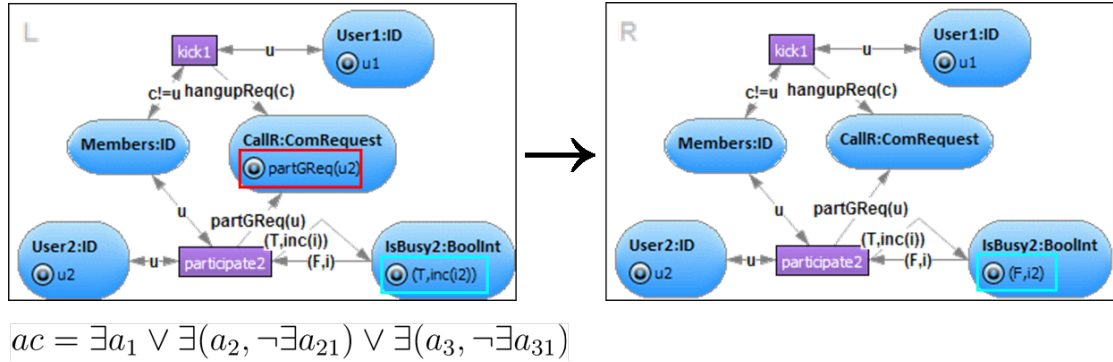 L
kick1
u
User1:ID
u1
c!=u
hangupReq(c)
Members:ID
CallR:ComRequest
partGReq(u2)
u
partGReq(u)
User2:ID
u2
u
participate2
(T,inc(i))
(F,i)
IsBusy2:BoolInt
(T,inc(i2))
R
kick1
u
User1:ID
u1
c!=u
hangupReq(c)
Members:ID
CallR:ComRequest
u
partGReq(u)
User2:ID
u2
u
participate2
(T,inc(i))
(F,i)
IsBusy2:BoolInt
(F,i2)
ac = ∃a₁ ∨ ∃(a₂, ¬∃a₂₁) ∨ ∃(a₃, ¬∃a₃₁)